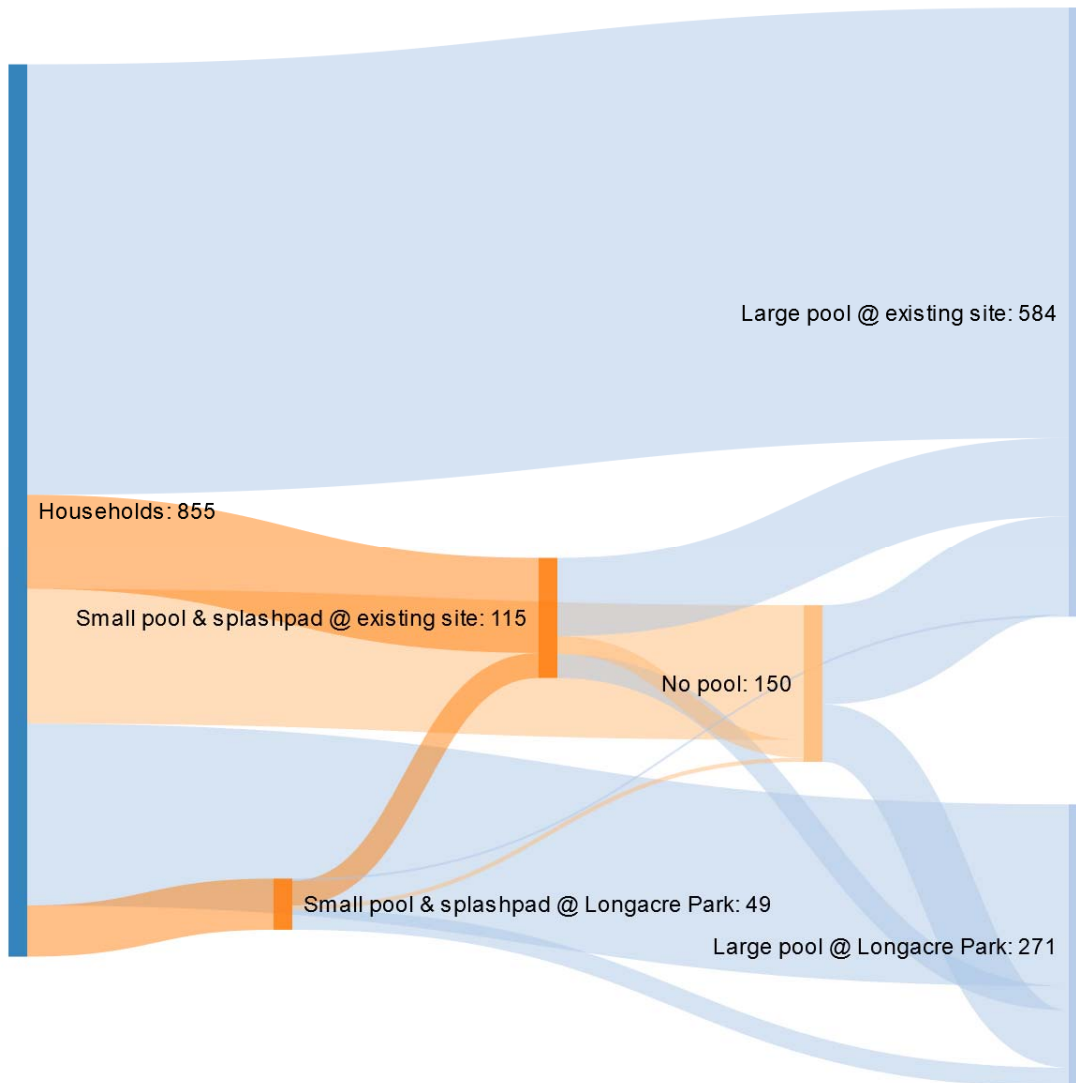 Large pool @ existing site: 584
Households: 855
Small pool & splashpad @ existing site: 115
No pool: 150
Small pool & splashpad @ Longacre Park: 49
Large pool @ Longacre Park: 271